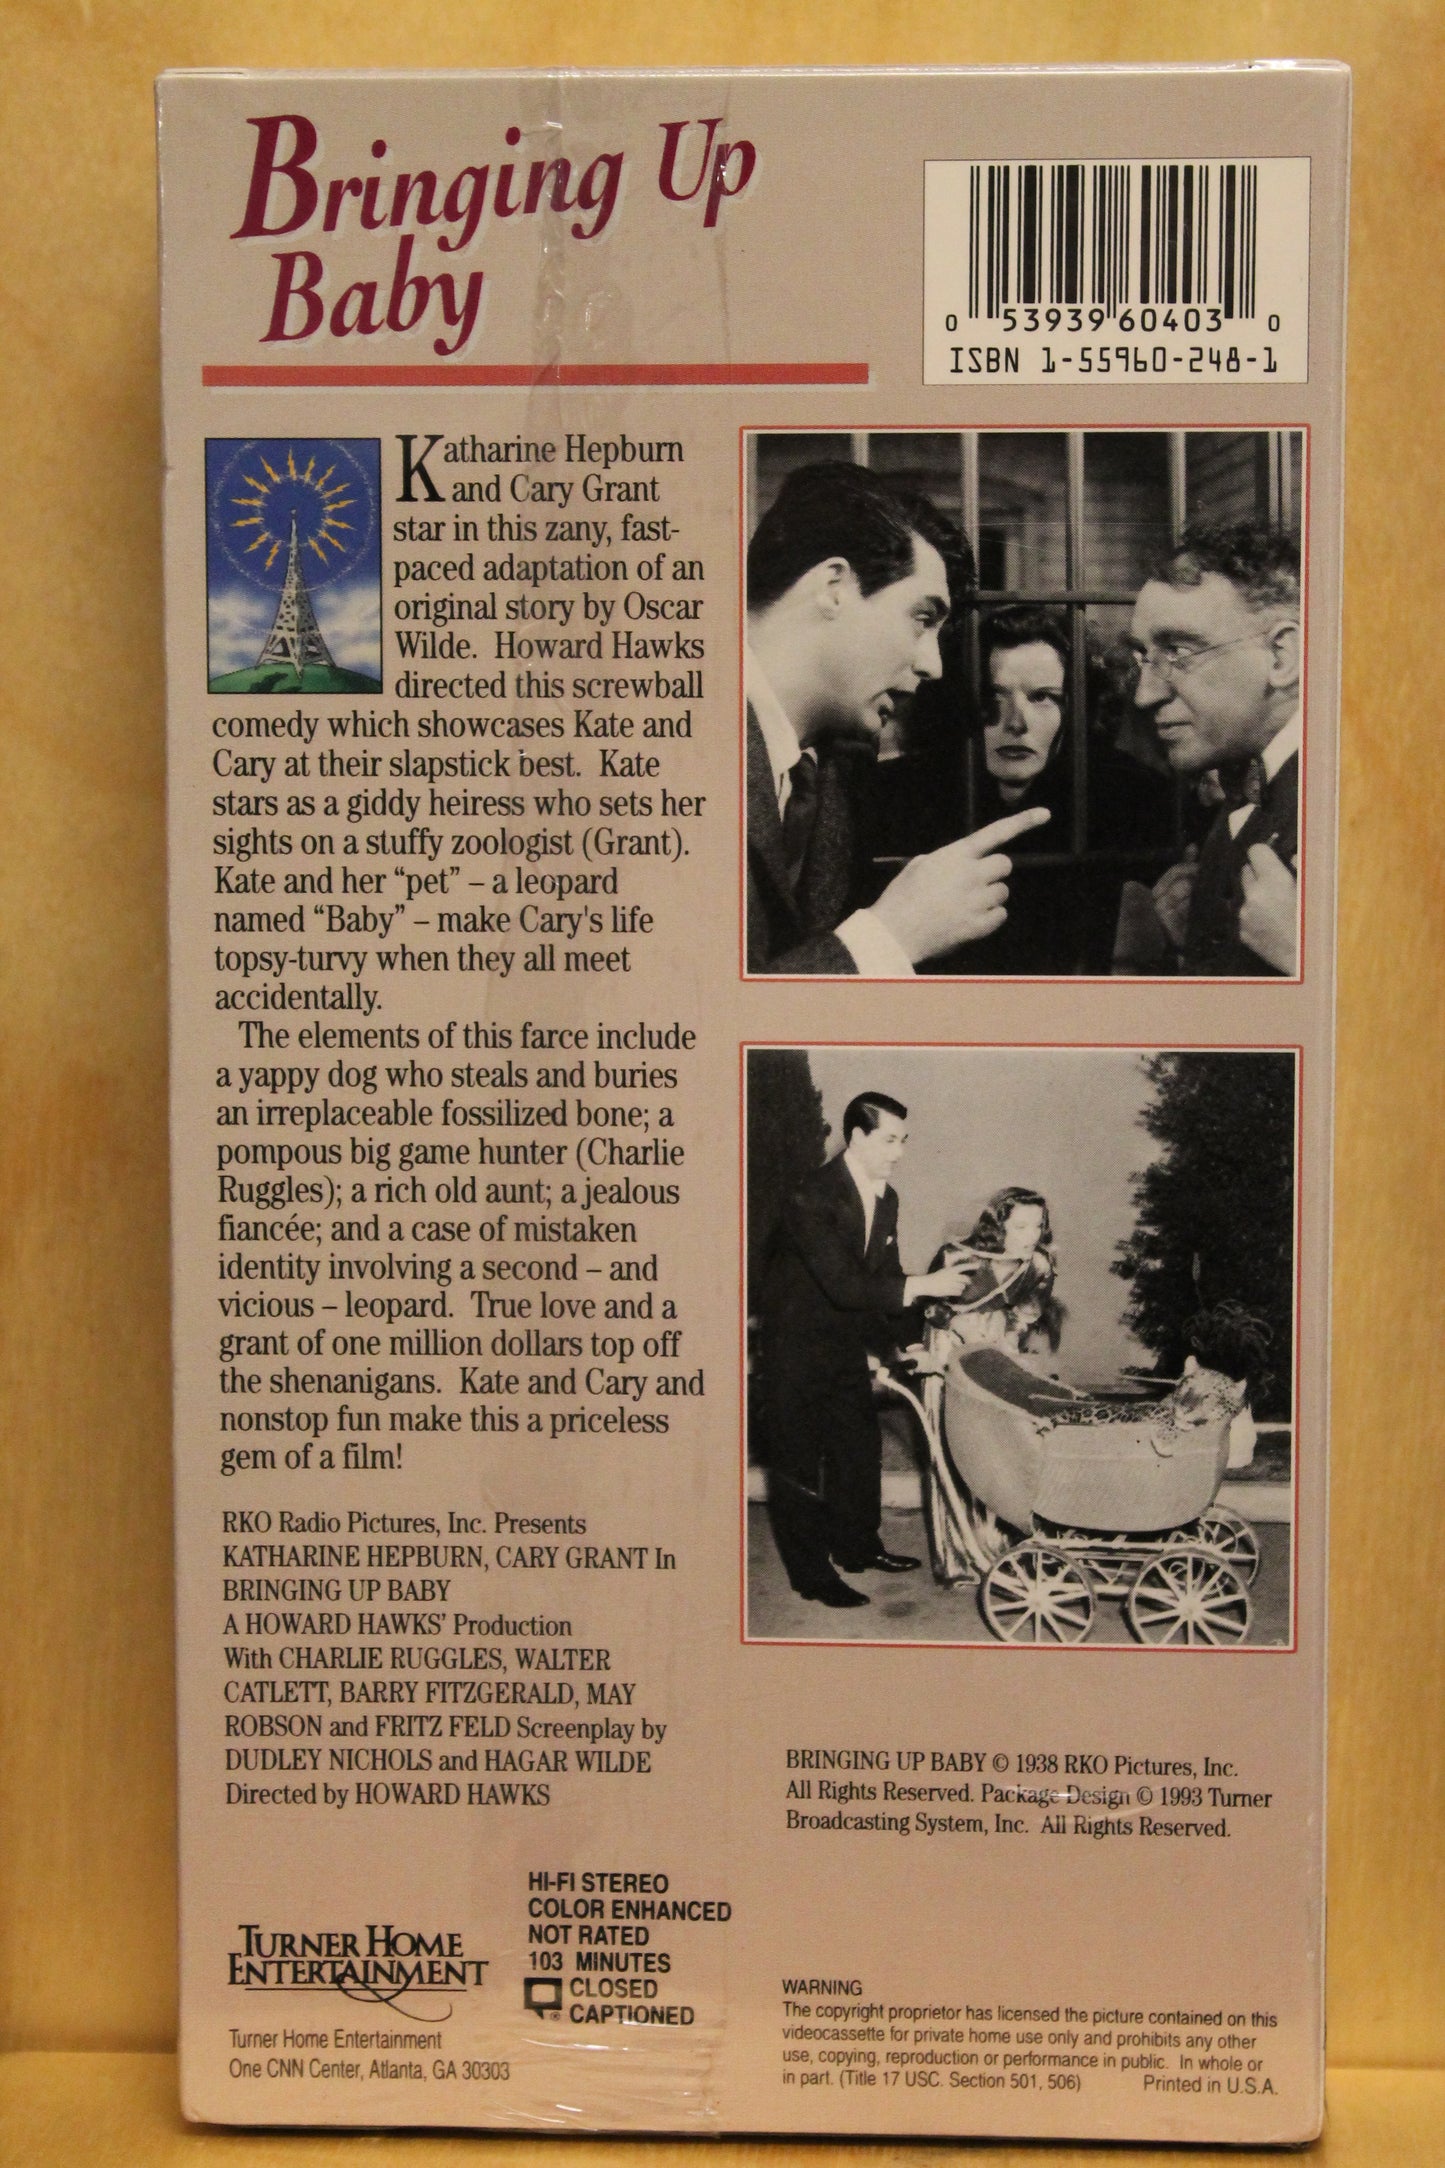 Bringing Up
Baby
0 53939 60403 0
ISBN 1-55960-248-1
Katharine Hepburn
and Cary Grant
star in this zany, fast-
paced adaptation of an
original story by Oscar
Wilde. Howard Hawks
directed this screwball
comedy which showcases Kate and
Cary at their slapstick best. Kate
stars as a giddy heiress who sets her
sights on a stuffy zoologist (Grant).
Kate and her “pet” – a leopard
named “Baby” – make Cary's life
topsy-turvy when they all meet
accidentally.
The elements of this farce include
a yappy dog who steals and buries
an irreplaceable fossilized bone; a
pompous big game hunter (Charlie
Ruggles); a rich old aunt; a jealous
fiancée; and a case of mistaken
identity involving a second – and
vicious – leopard. True love and a
grant of one million dollars top off
the shenanigans. Kate and Cary and
nonstop fun make this a priceless
gem of a film!
RKO Radio Pictures, Inc. Presents
KATHARINE HEPBURN, CARY GRANT In
BRINGING UP BABY
A HOWARD HAWKS’ Production
With CHARLIE RUGGLES, WALTER
CATLETT, BARRY FITZGERALD, MAY
ROBSON and FRITZ FELD Screenplay by
DUDLEY NICHOLS and HAGAR WILDE
Directed by HOWARD HAWKS
BRINGING UP BABY © 1938 RKO Pictures, Inc.
All Rights Reserved. Package Design © 1993 Turner
Broadcasting System, Inc. All Rights Reserved.
HI-FI STEREO
COLOR ENHANCED
NOT RATED
103 MINUTES
CLOSED
CAPTIONED
TURNER HOME
ENTERTAINMENT
Turner Home Entertainment
One CNN Center, Atlanta, GA 30303
WARNING
The copyright proprietor has licensed the picture contained on this
videocassette for private home use only and prohibits any other
use, copying, reproduction or performance in public. In whole or
in part. (Title 17 USC. Section 501, 506) Printed in U.S.A.